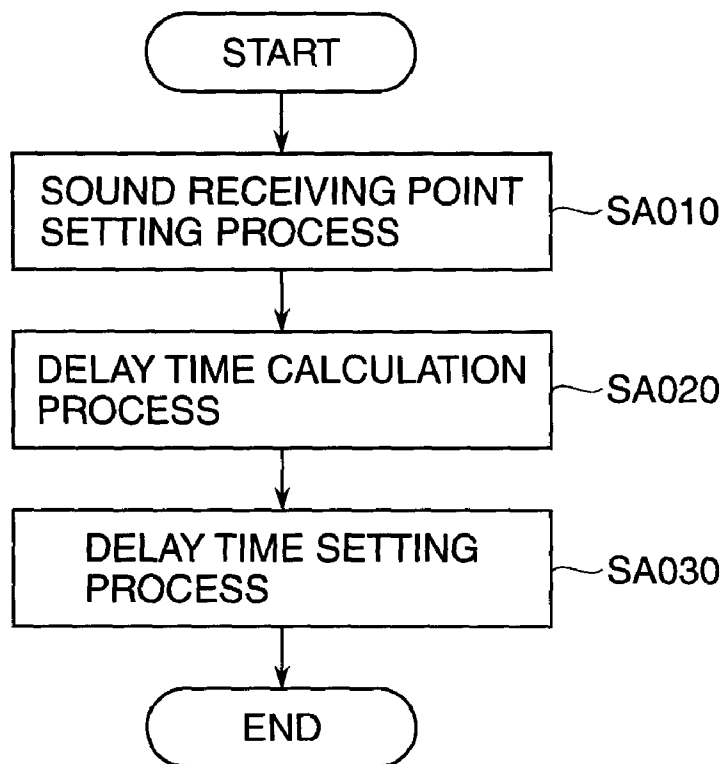 START
SOUND RECEIVING POINT
SETTING PROCESS
SA010
DELAY TIME CALCULATION
PROCESS
SA020
DELAY TIME SETTING
PROCESS
SA030
END